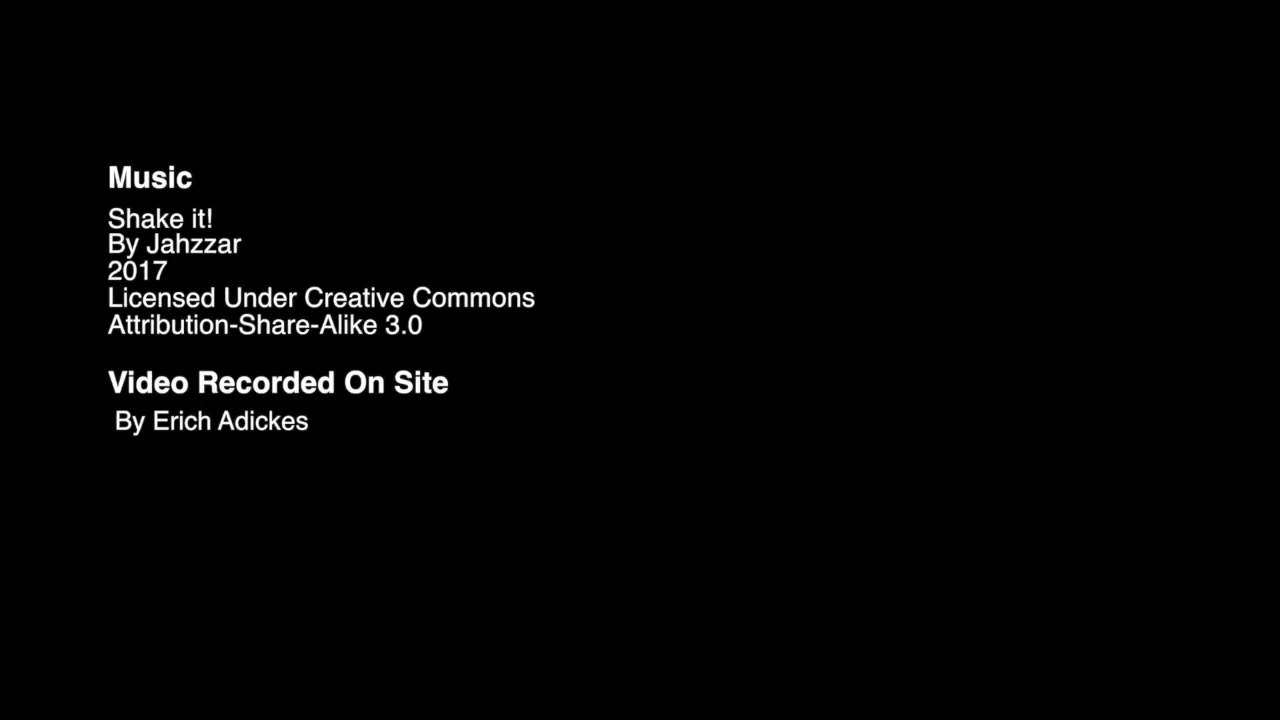 Music
Shake it!
By Jahzzar
2017
Licensed Under Creative Commons
Attribution-Share-Alike 3.0
Video Recorded On Site
By Erich Adickes